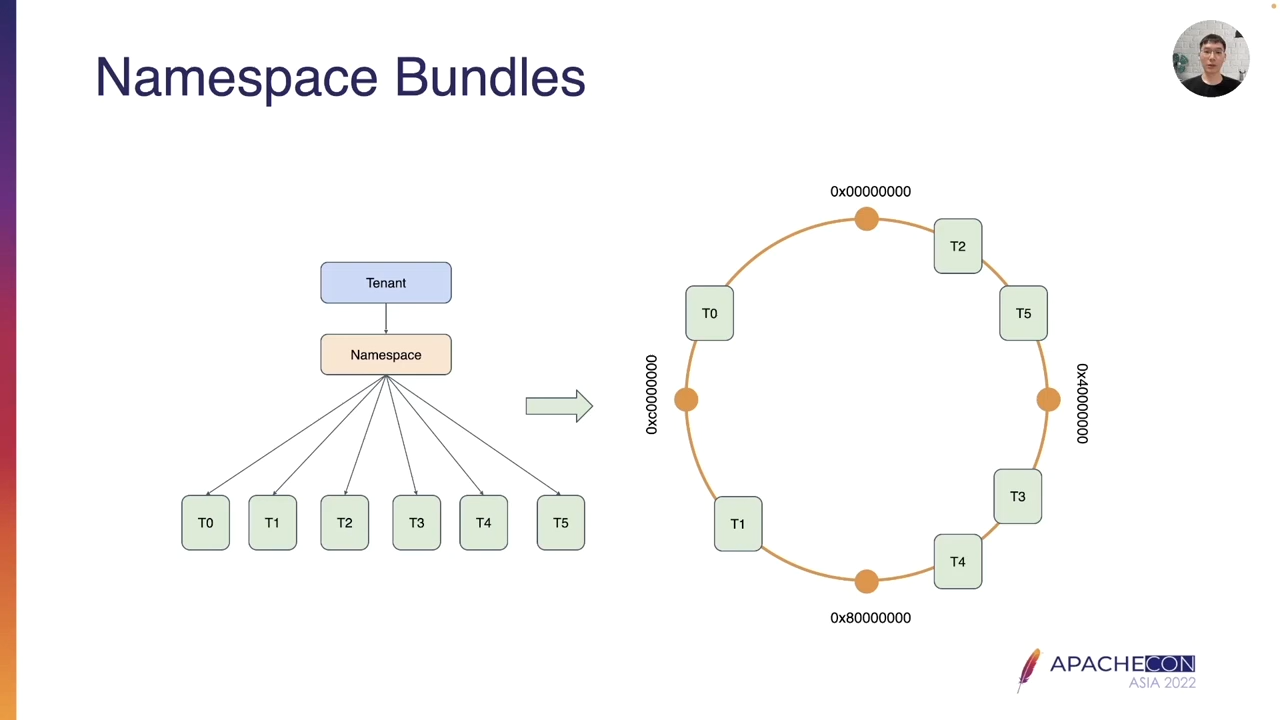 Namespace Bundles
Tenant
Namespace
T0
T1
T2
T3
T4
T5
0x00000000
T2
T5
0x40000000
T3
T4
0x80000000
T1
0xc0000000
T0
APACHECON
ASIA 2022